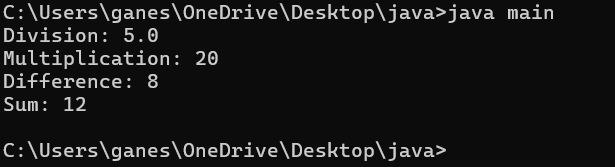 C:\Users\ganes\OneDrive\Desktop\java>java main
Division: 5.0
Multiplication: 20
Difference: 8
Sum: 12
C:\Users\ganes\OneDrive\Desktop\java>